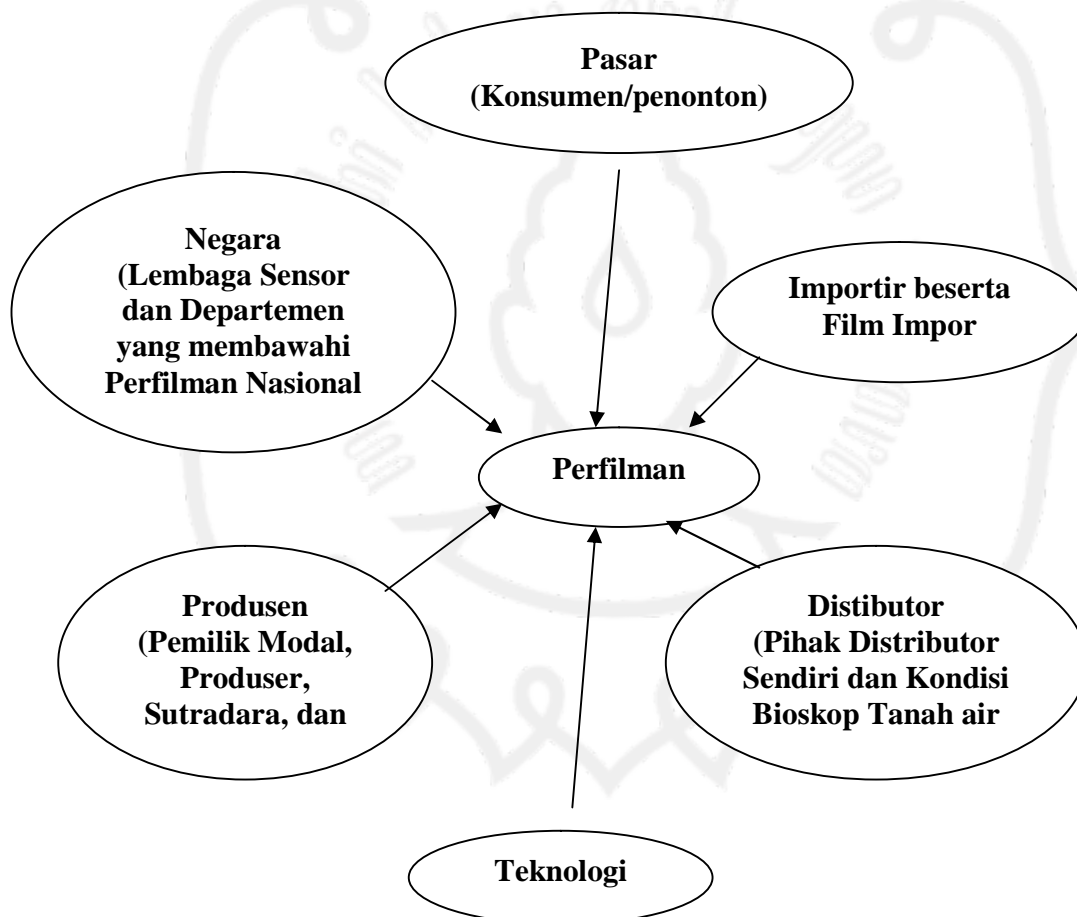 Pasar
(Konsumen/penonton)
Negara
(Lembaga Sensor
dan Departemen
yang membawahi
Perfilman Nasional
Importir beserta
Film Impor
Perfilman
Produsen
(Pemilik Modal,
Produser,
Sutradara, dan
Distibutor
(Pihak Distributor
Sendiri dan Kondisi
Bioskop Tanah air
Teknologi